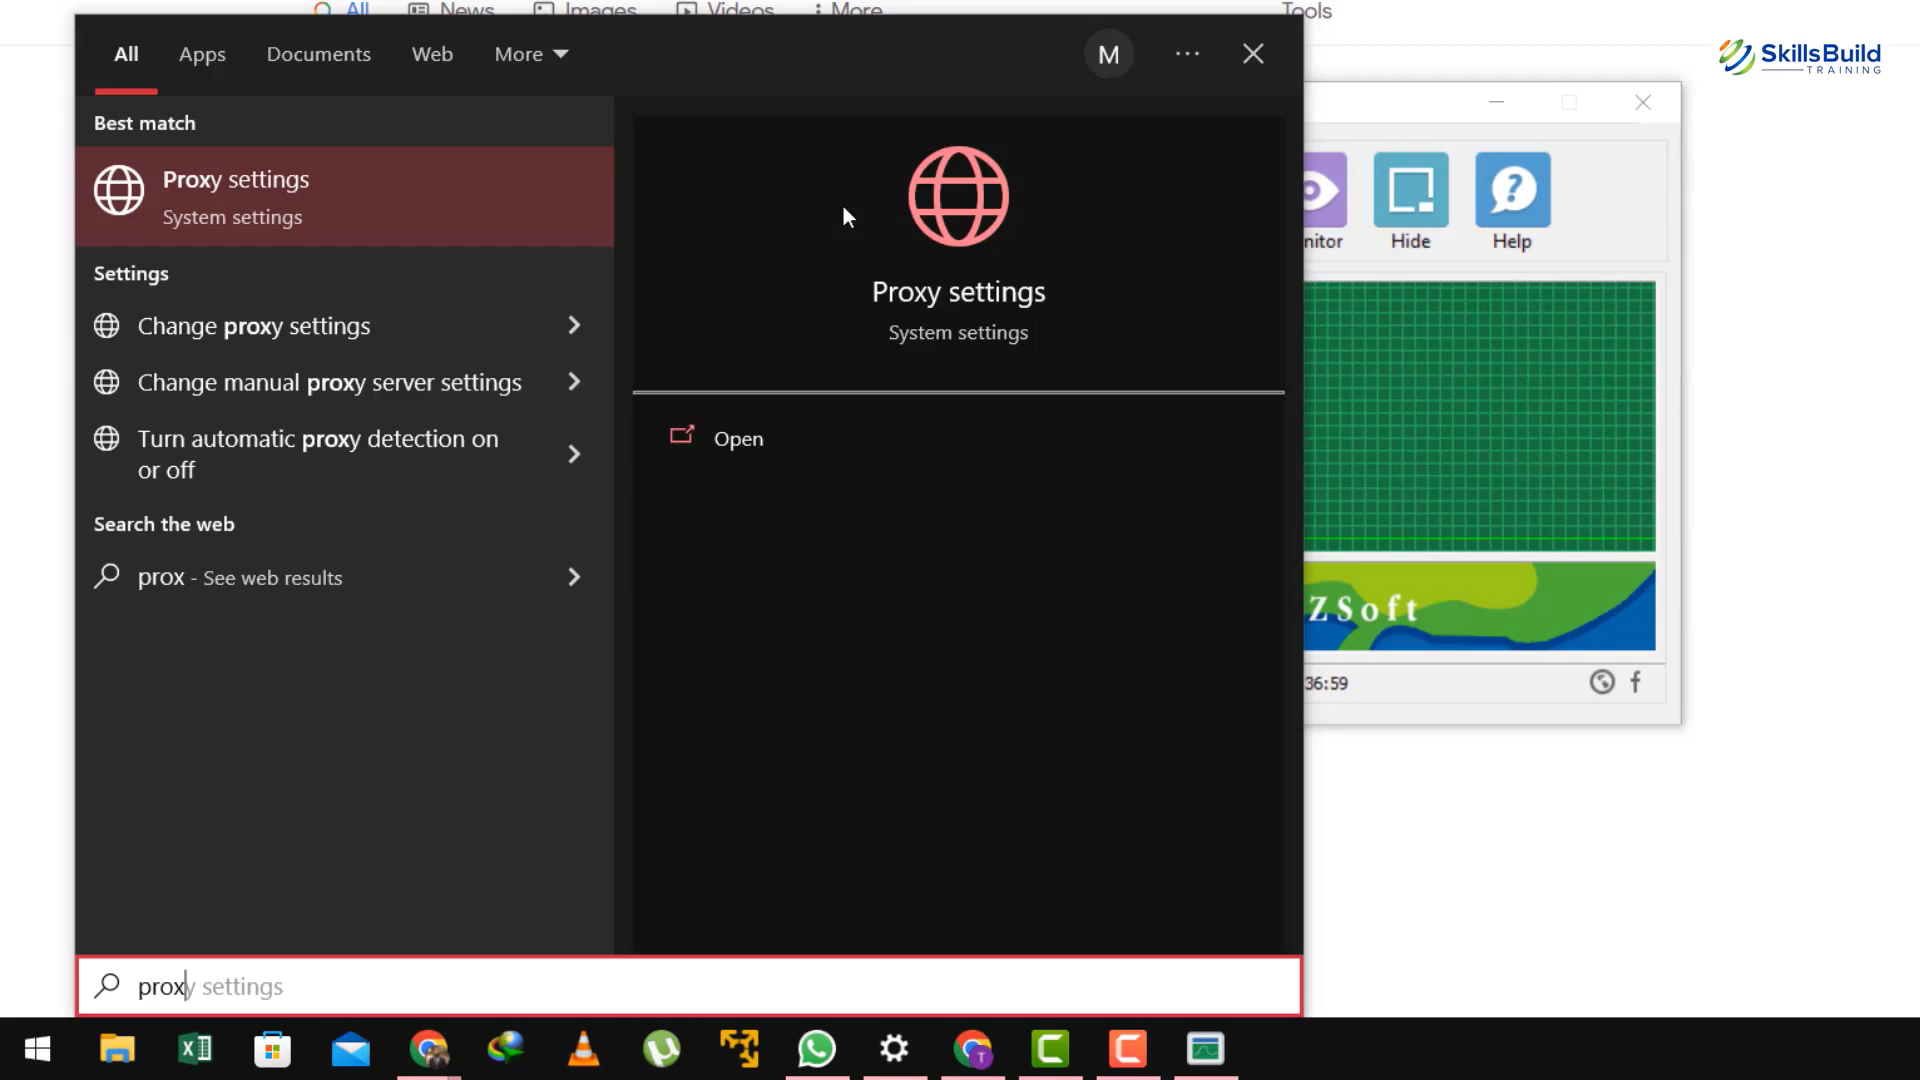 All News Images Videos More Tools
All Apps Documents Web More M
SkillsBuild
TRAINING
Best match
Proxy settings
System settings
Settings
Change proxy settings
Change manual proxy server settings
Turn automatic proxy detection on
or off
Search the web
prox - See web results
Proxy settings
System settings
Open
nitor Hide Help
ZSoft
36:59
proxy settings
T